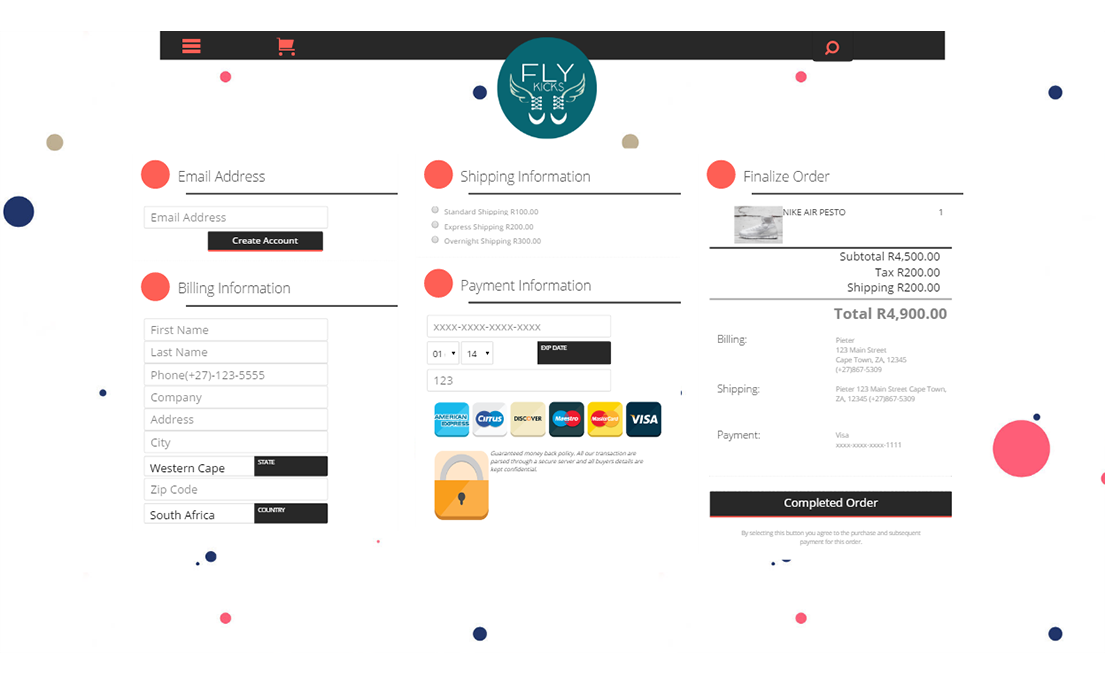 FLY
KICKS
Email Address
Email Address
Create Account
Billing Information
First Name
Last Name
Phone(+27)-123-5555
Company
Address
City
Western Cape STATE
Zip Code
South Africa COUNTRY
Shipping Information
Standard Shipping R100.00
Express Shipping R200.00
Overnight Shipping R300.00
Payment Information
xxxx-xxxx-xxxx-xxxx
01 14 EXP DATE
123
AMERICAN EXPRESS Cirrus DISCOVER Maestro MasterCard VISA
Guaranteed money back policy. All our transaction are
parsed through a secure server and all buyers details are
kept confidential.
Finalize Order
NIKE AIR PESTO 1
Subtotal R4,500.00
Tax R200.00
Shipping R200.00
Total R4,900.00
Billing: Pieter
123 Main Street
Cape Town, ZA, 12345
(+27)867-5309
Shipping: Pieter 123 Main Street Cape Town,
ZA, 12345 (+27)867-5309
Payment: Visa
xxxx-xxxx-xxxx-1111
Completed Order
By selecting this button you agree to the purchase and subsequent
payment for this order.